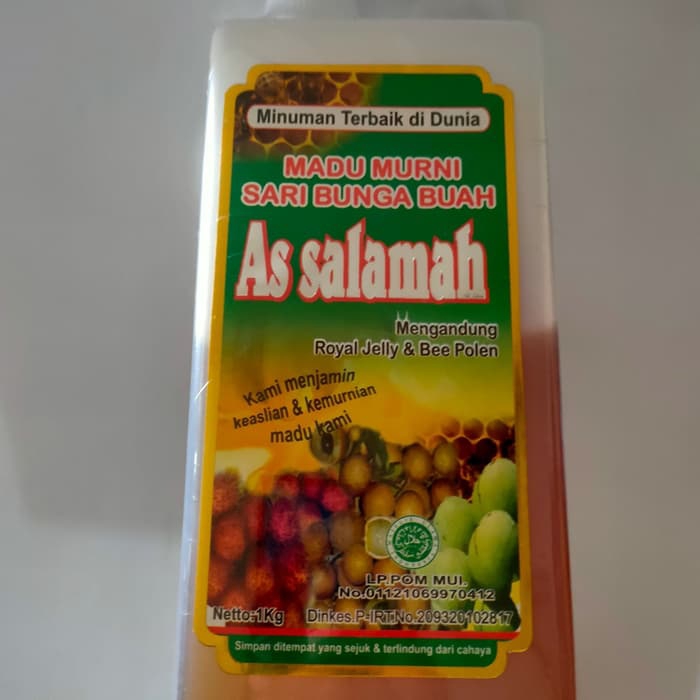 Minuman Terbaik di Dunia
MADU MURNI
SARI BUNGA BUAH
As salamah
Mengandung
Royal Jelly & Bee Polen
Kami menjamin
keaslian & kemurnian
madu kami
حلال
LP.POM MUI.
No.01121069970412
Netto:1Kg
Dinkes.P-IRT.No.209320102817
Simpan ditempat yang sejuk & terlindung dari cahaya